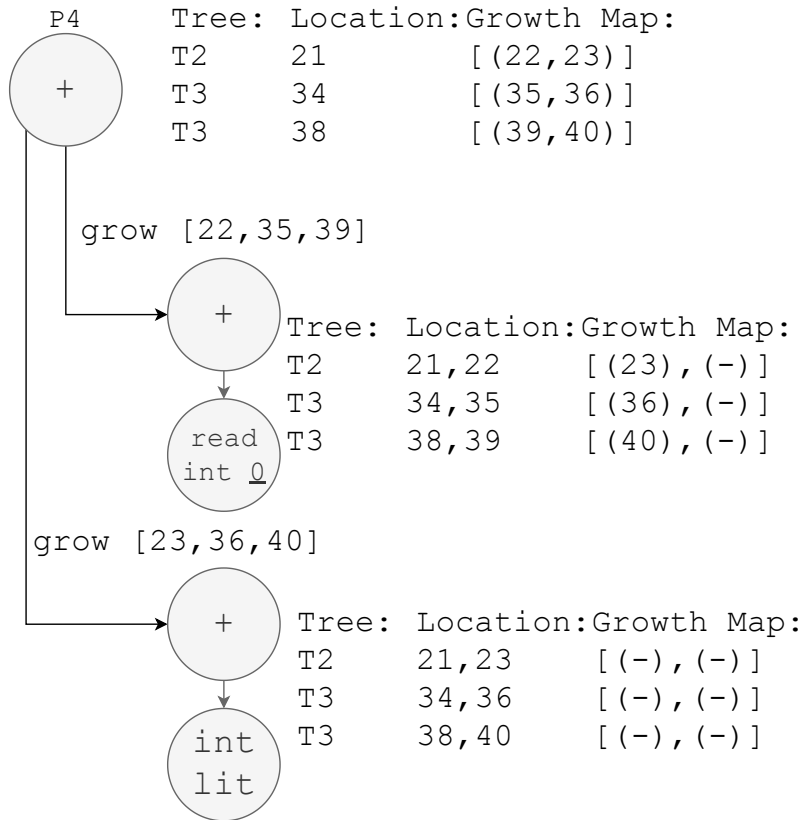 P4
+
Tree: Location:Growth Map:
T2 21 [(22,23)]
T3 34 [(35,36)]
T3 38 [(39,40)]
grow [22,35,39]
+
read
int 0
Tree: Location:Growth Map:
T2 21,22 [(23),(-)]
T3 34,35 [(36),(-)]
T3 38,39 [(40),(-)]
grow [23,36,40]
+
int
lit
Tree: Location:Growth Map:
T2 21,23 [(-),(-)]
T3 34,36 [(-),(-)]
T3 38,40 [(-),(-)]